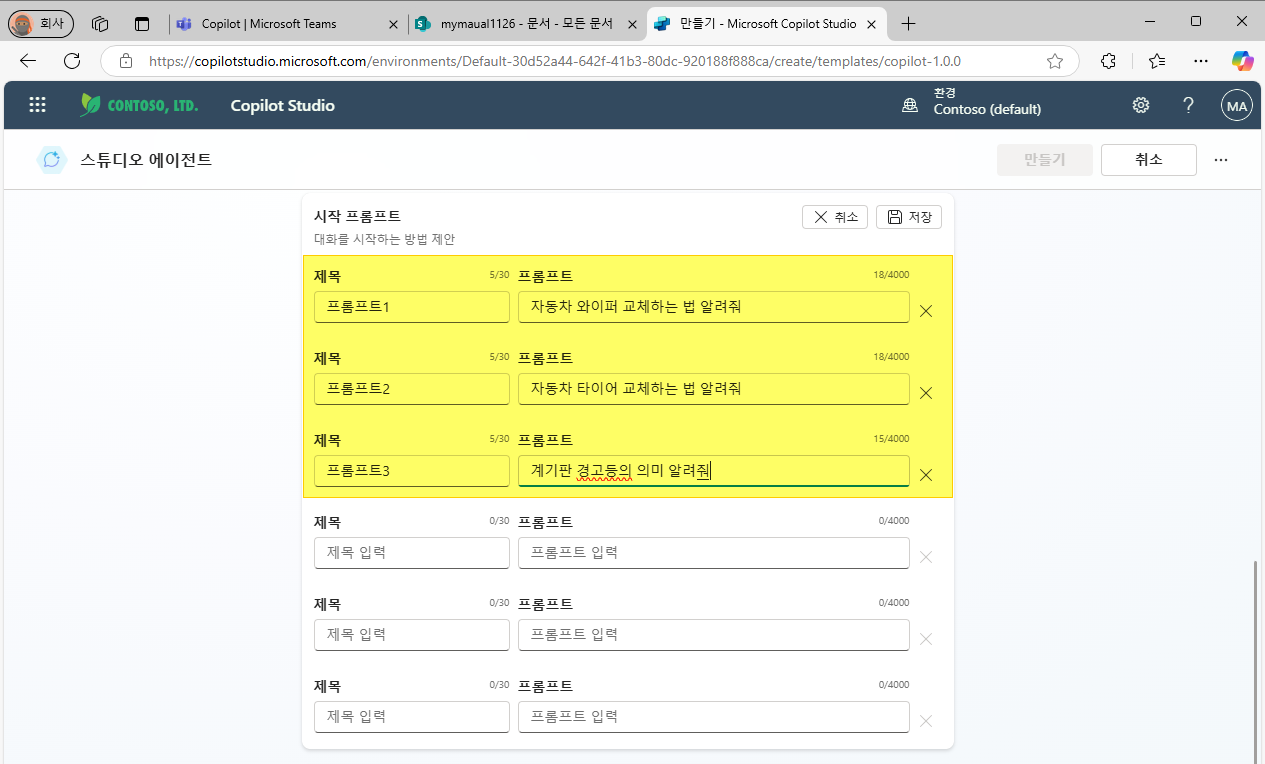 회사
Copilot | Microsoft Teams
mymaual1126 - 문서 - 모든 문서
만들기 - Microsoft Copilot Studio
https://copilotstudio.microsoft.com/environments/Default-30d52a44-642f-41b3-80dc-920188f888ca/create/templates/copilot-1.0.0
CONTOSO, LTD.
Copilot Studio
환경
Contoso (default)
?
MA
스튜디오 에이전트
만들기
취소
시작 프롬프트
취소
저장
대화를 시작하는 방법 제안
제목 5/30 프롬프트 18/4000
프롬프트1 자동차 와이퍼 교체하는 법 알려줘
제목 5/30 프롬프트 18/4000
프롬프트2 자동차 타이어 교체하는 법 알려줘
제목 5/30 프롬프트 15/4000
프롬프트3 계기판 경고등의 의미 알려줘
제목 0/30 프롬프트 0/4000
제목 입력 프롬프트 입력
제목 0/30 프롬프트 0/4000
제목 입력 프롬프트 입력
제목 0/30 프롬프트 0/4000
제목 입력 프롬프트 입력